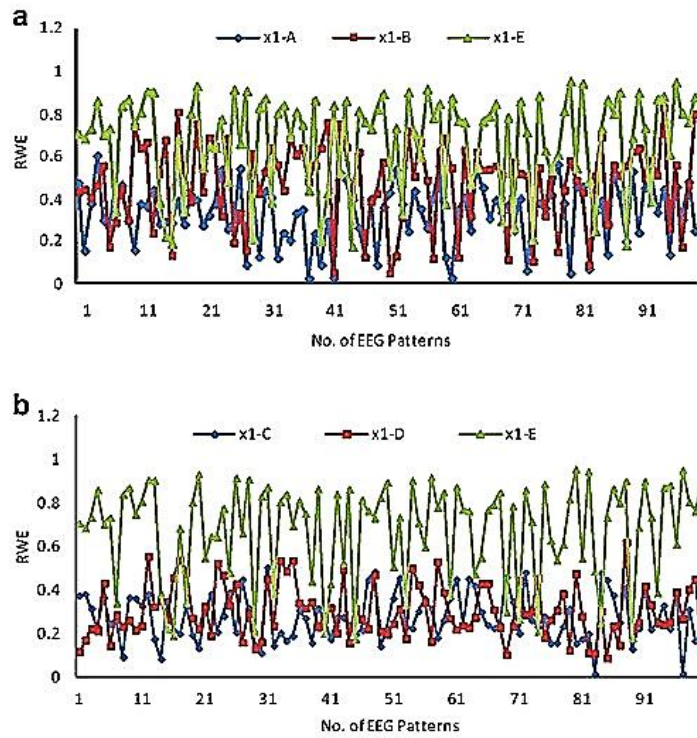 a
1.2
x1-A x1-B x1-E
1
0.8
0.6
0.4
0.2
0
RWE
1 11 21 31 41 51 61 71 81 91
No. of EEG Patterns
b
1.2
x1-C x1-D x1-E
1
0.8
0.6
0.4
0.2
0
RWE
1 11 21 31 41 51 61 71 81 91
No. of EEG Patterns